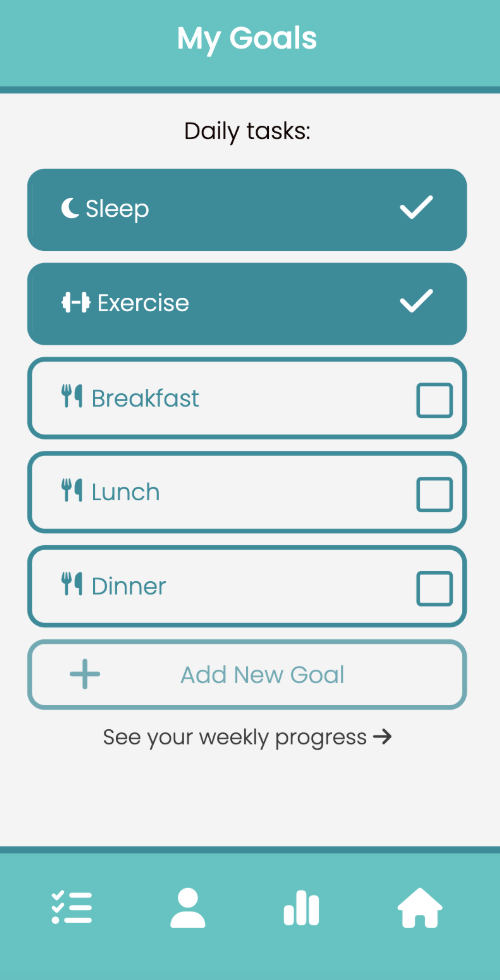 My Goals
Daily tasks:
Sleep
Exercise
Breakfast
Lunch
Dinner
Add New Goal
See your weekly progress →